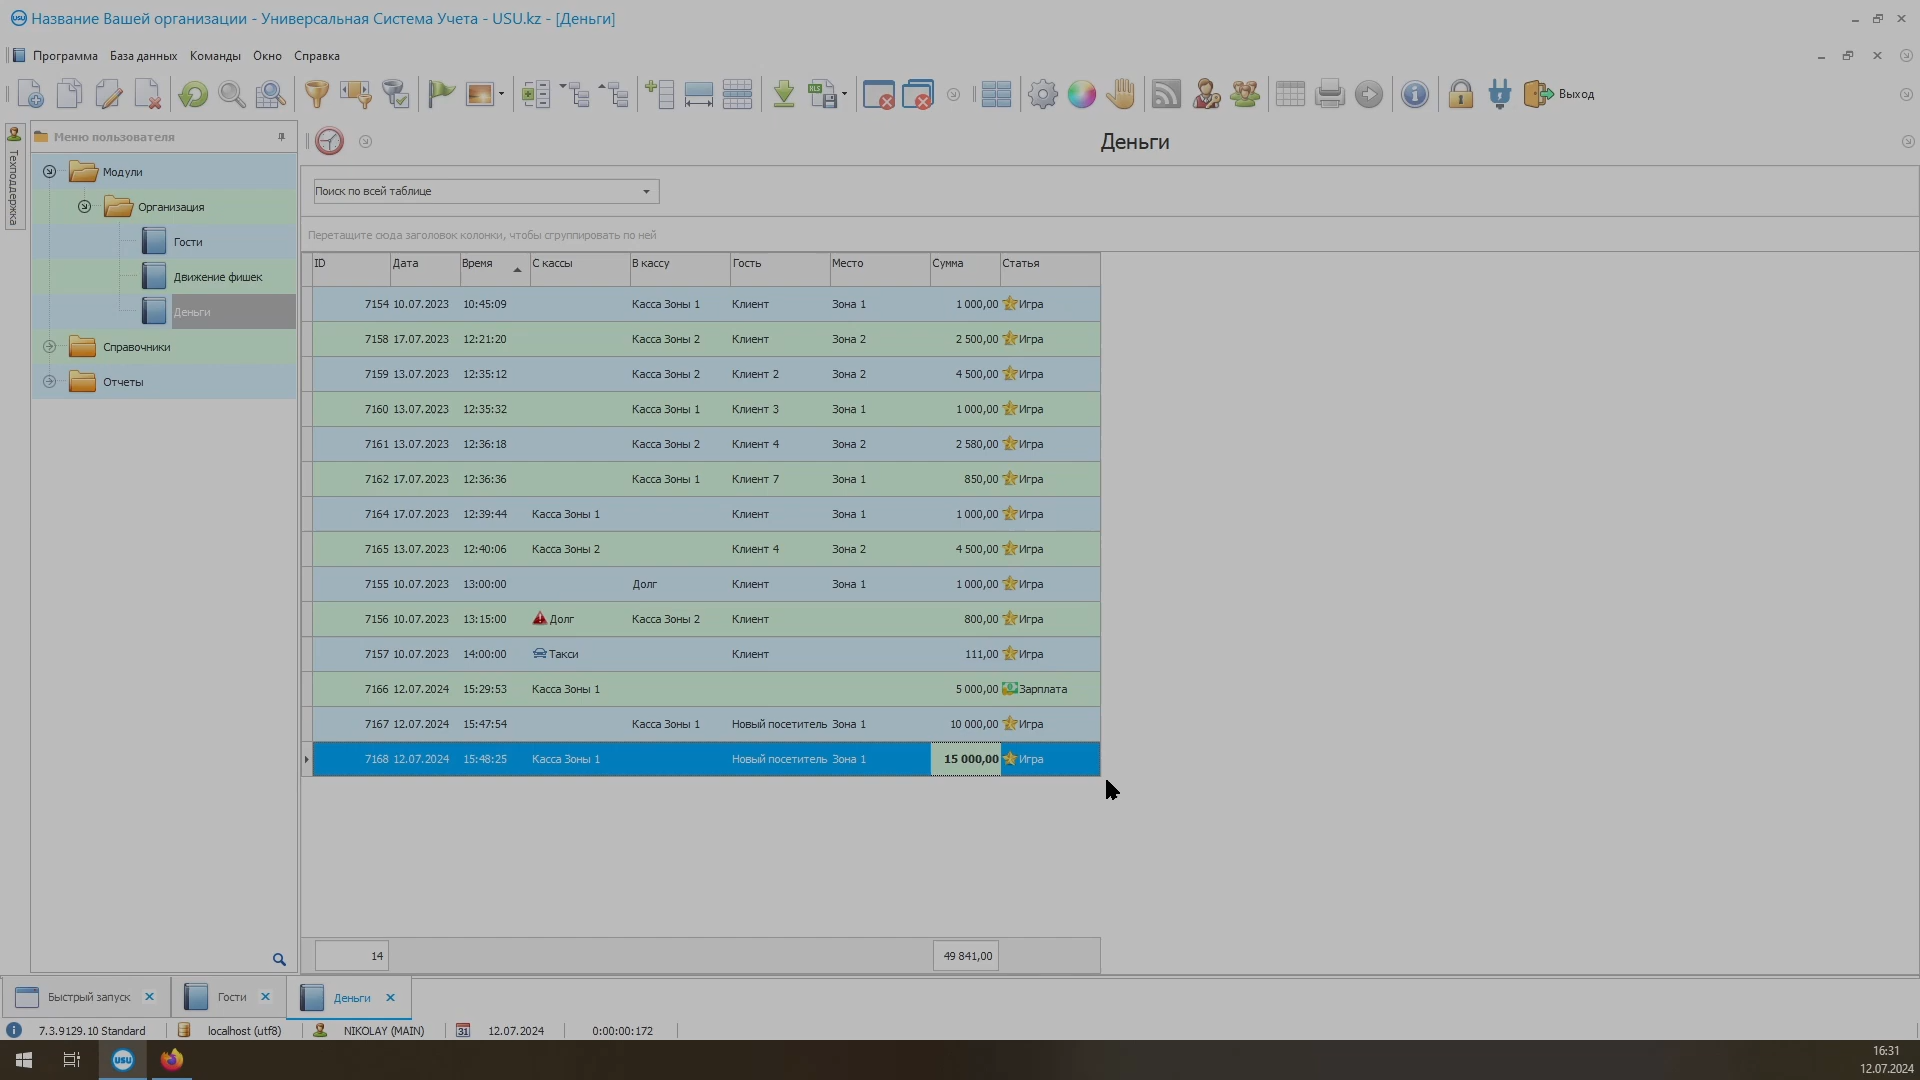 Название Вашей организации - Универсальная Система Учета - USU.kz - [Деньги]
Программа База данных Команды Окно Справка
Выход
Техподдержка
Меню пользователя
Модули
Организация
Гости
Движение фишек
Деньги
Справочники
Отчеты
Деньги
Поиск по всей таблице
Перетащите сюда заголовок колонки, чтобы сгруппировать по ней
ID Дата Время С кассы В кассу Гость Место Сумма Статья
7154 10.07.2023 10:45:09 Касса Зоны 1 Клиент Зона 1 1 000,00 Игра
7158 17.07.2023 12:21:20 Касса Зоны 2 Клиент Зона 2 2 500,00 Игра
7159 13.07.2023 12:35:12 Касса Зоны 2 Клиент 2 Зона 2 4 500,00 Игра
7160 13.07.2023 12:35:32 Касса Зоны 1 Клиент 3 Зона 1 1 000,00 Игра
7161 13.07.2023 12:36:18 Касса Зоны 2 Клиент 4 Зона 2 2 580,00 Игра
7162 17.07.2023 12:36:36 Касса Зоны 1 Клиент 7 Зона 1 850,00 Игра
7164 17.07.2023 12:39:44 Касса Зоны 1 Клиент Зона 1 1 000,00 Игра
7165 13.07.2023 12:40:06 Касса Зоны 2 Клиент 4 Зона 2 4 500,00 Игра
7155 10.07.2023 13:00:00 Долг Клиент Зона 1 1 000,00 Игра
7156 10.07.2023 13:15:00 Долг Касса Зоны 2 Клиент 800,00 Игра
7157 10.07.2023 14:00:00 Такси Клиент 111,00 Игра
7166 12.07.2024 15:29:53 Касса Зоны 1 5 000,00 Зарплата
7167 12.07.2024 15:47:54 Касса Зоны 1 Новый посетитель Зона 1 10 000,00 Игра
7168 12.07.2024 15:48:25 Касса Зоны 1 Новый посетитель Зона 1 15 000,00 Игра
14 49 841,00
Быстрый запуск Гости Деньги
7.3.9129.10 Standard localhost (utf8) NIKOLAY (MAIN) 31 12.07.2024 0:00:00:172
USU
16:31
12.07.2024